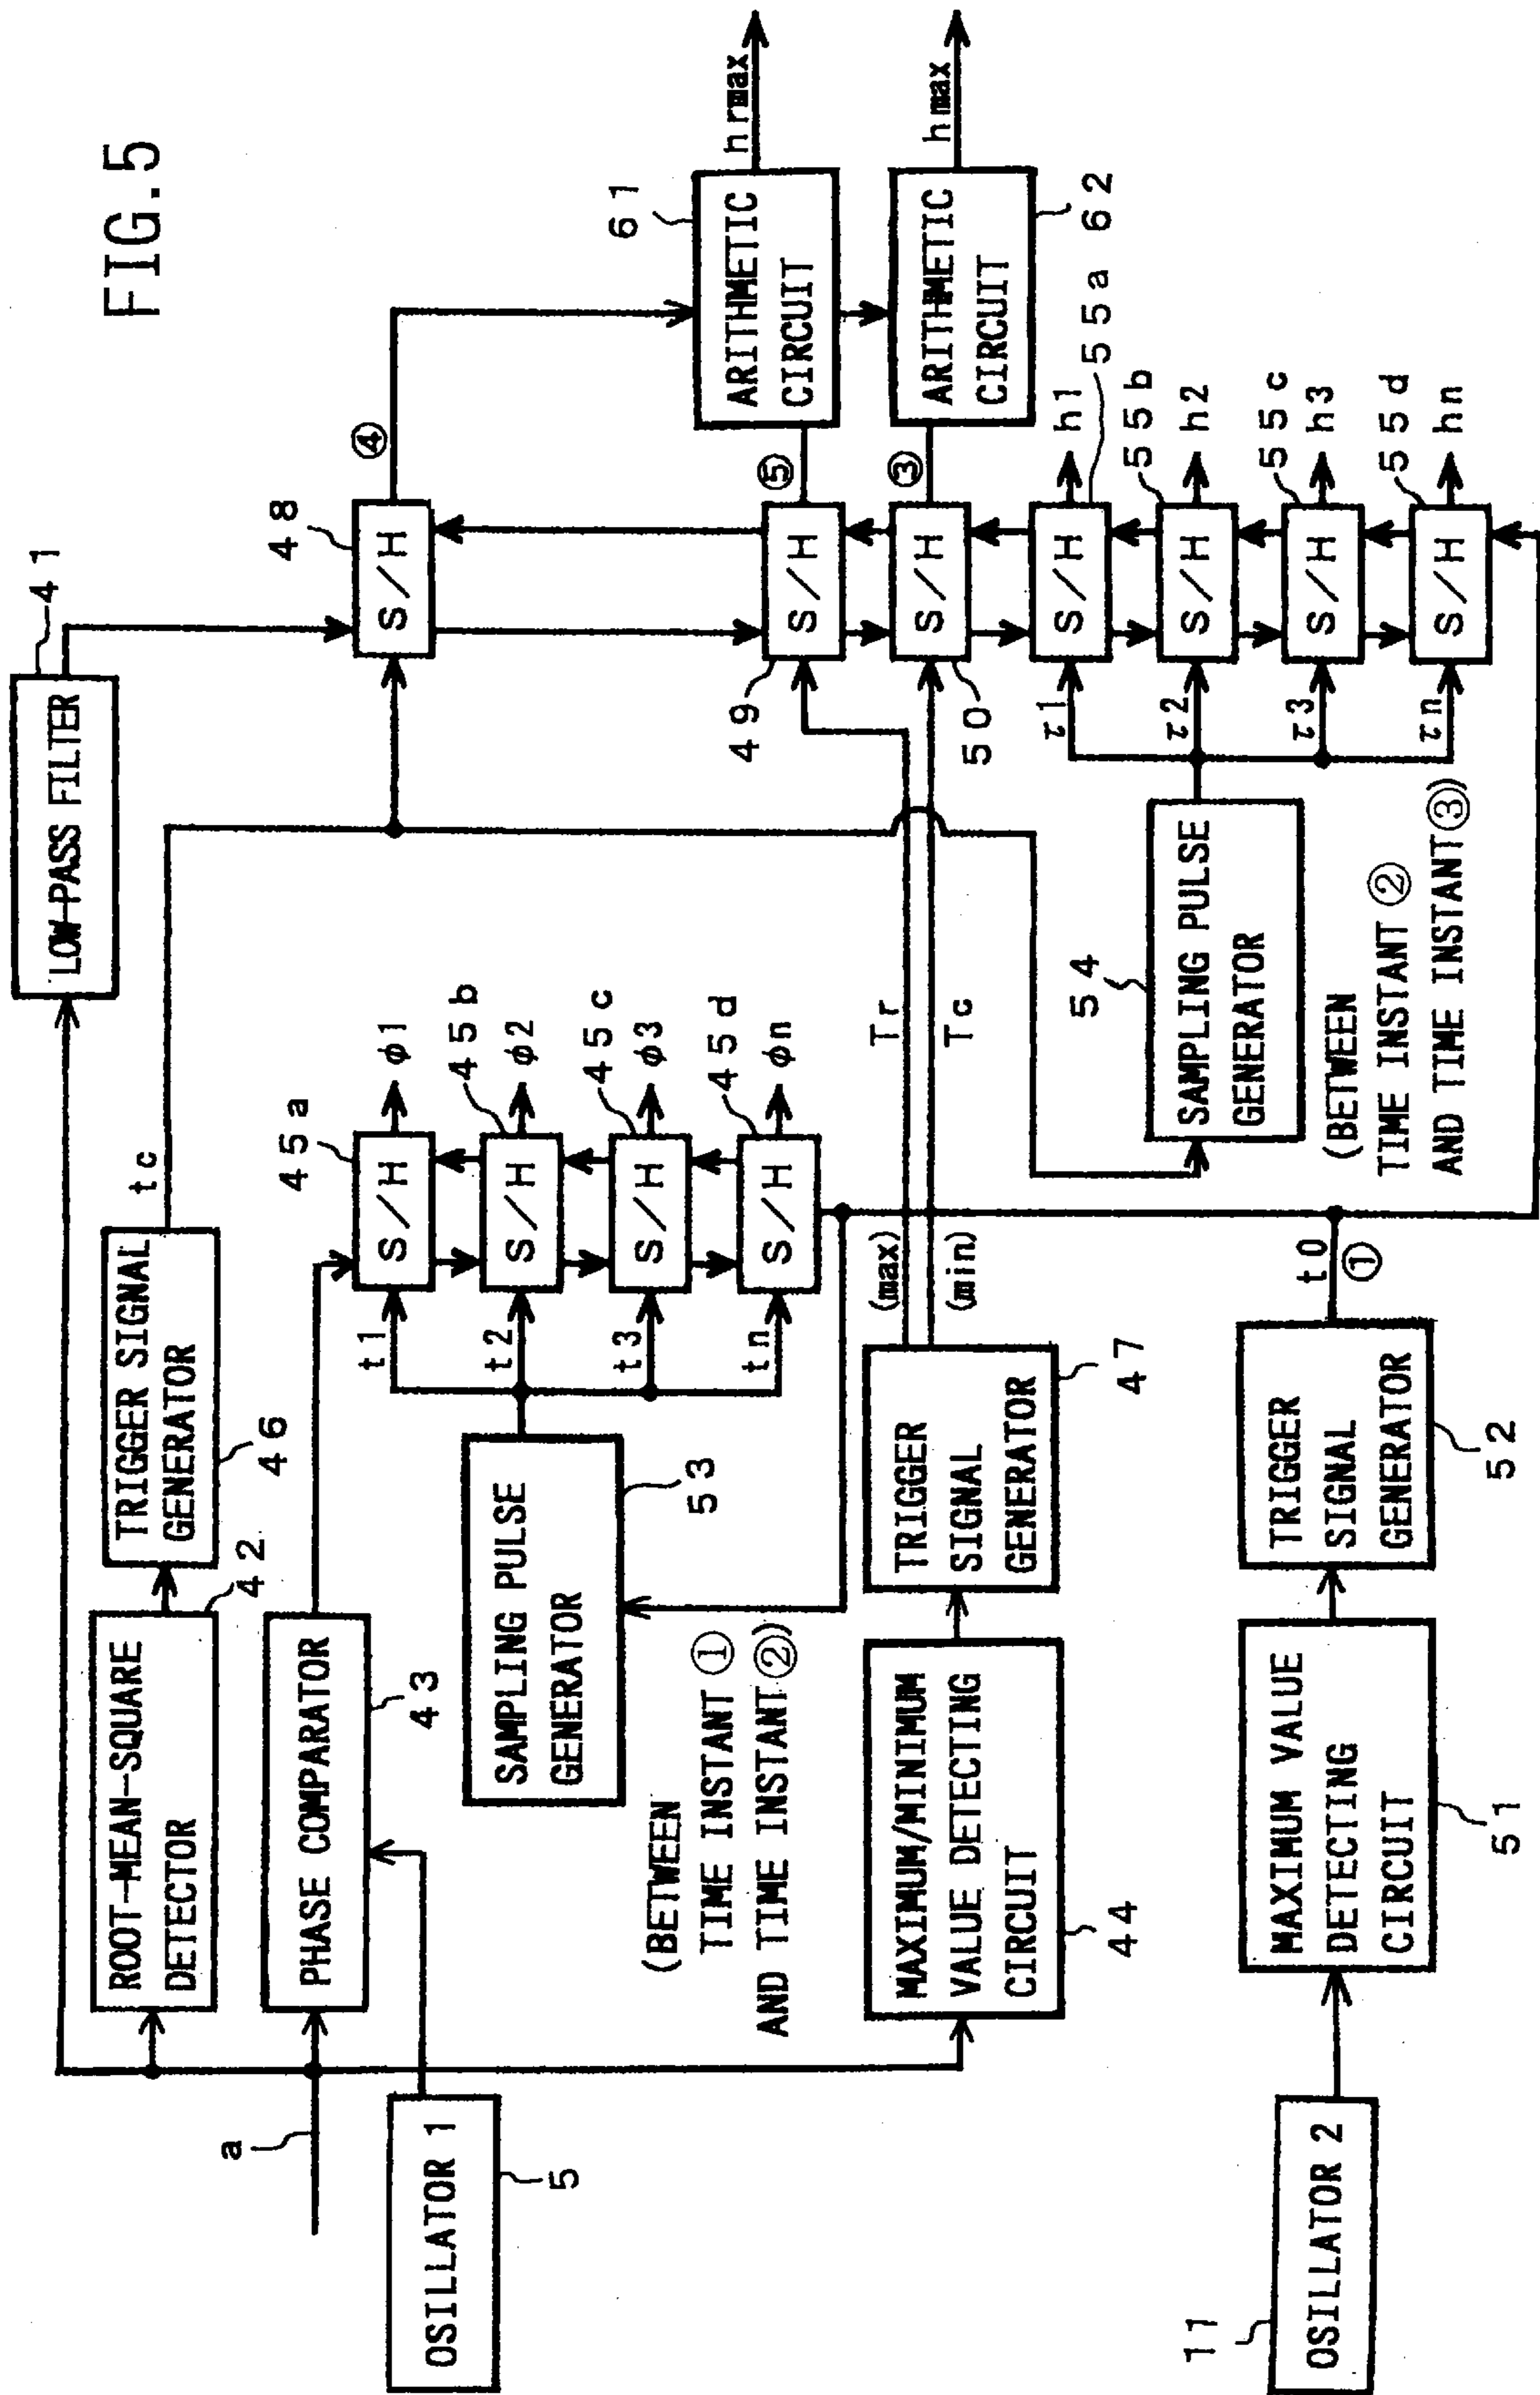 FIG.5
LOW-PASS FILTER
41
ROOT-MEAN-SQUARE
DETECTOR
42
TRIGGER SIGNAL
GENERATOR
46
tc
S/H
48
④
a
PHASE COMPARATOR
43
OSILLATOR 1
5
SAMPLING PULSE
GENERATOR
53
(BETWEEN
TIME INSTANT ①
AND TIME INSTANT ②)
t1
t2
t3
tn
S/H
45a
ϕ1
S/H
45b
ϕ2
S/H
45c
ϕ3
S/H
45d
ϕn
MAXIMUM/MINIMUM
VALUE DETECTING
CIRCUIT
44
TRIGGER
SIGNAL
GENERATOR
47
(max)
Tr
(min)
Tc
S/H
49
⑤
S/H
50
③
ARITHMETIC
CIRCUIT
61
hrmax
ARITHMETIC
CIRCUIT
62
hmax
OSILLATOR 2
11
MAXIMUM VALUE
DETECTING
CIRCUIT
51
TRIGGER
SIGNAL
GENERATOR
52
t0
①
SAMPLING PULSE
GENERATOR
54
(BETWEEN
TIME INSTANT ②
AND TIME INSTANT ③)
τ1
τ2
τ3
τn
S/H
55a
h1
S/H
55b
h2
S/H
55c
h3
S/H
55d
hn